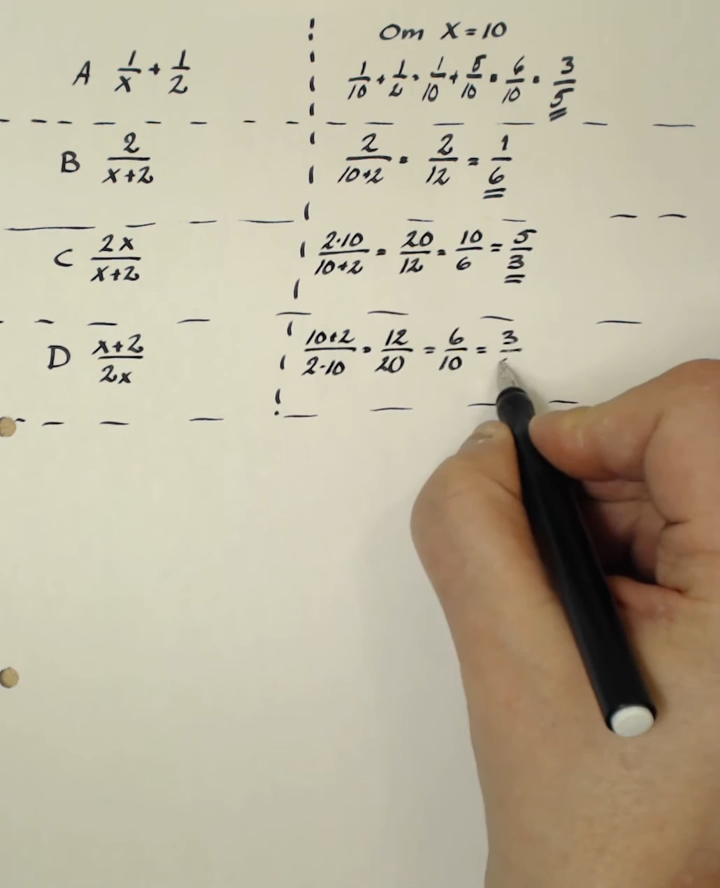 Om X=10
A 1/x + 1/2 1/10 + 1/2 = 1/10 + 5/10 = 6/10 = 3/5
B 2/(x+2) 2/(10+2) = 2/12 = 1/6
C 2x/(x+2) 2·10/(10+2) = 20/12 = 10/6 = 5/3
D (x+2)/2x (10+2)/2·10 = 12/20 = 6/10 = 3/